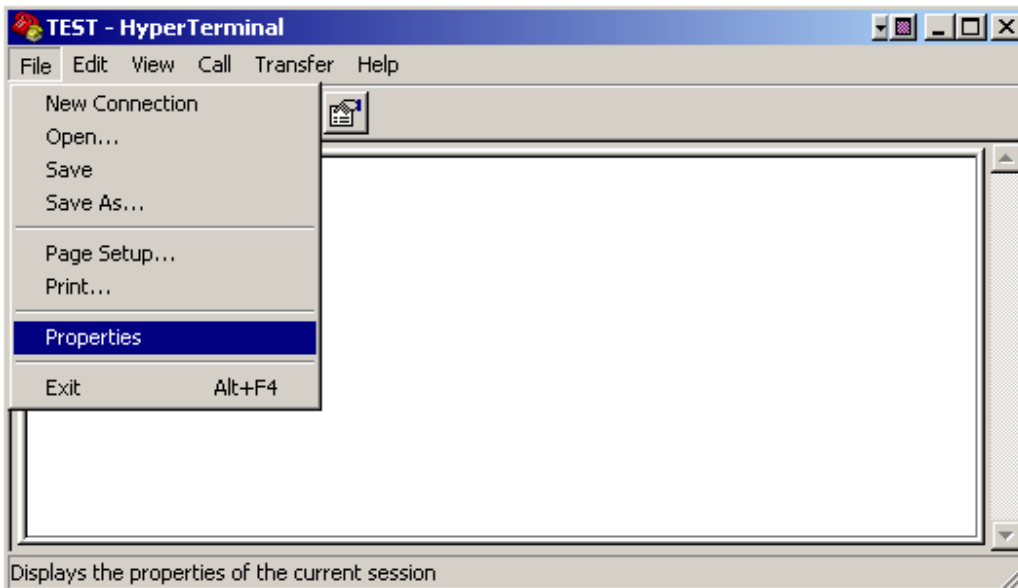 TEST - HyperTerminal
File Edit View Call Transfer Help
New Connection
Open...
Save
Save As...
Page Setup...
Print...
Properties
Exit Alt+F4
Displays the properties of the current session